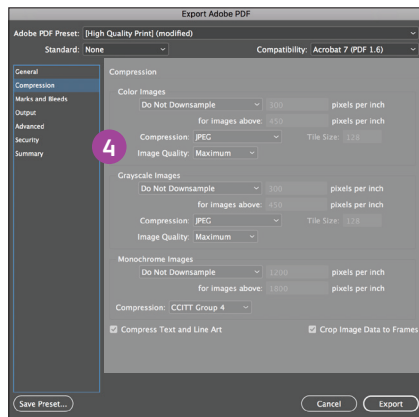 Export Adobe PDF
Adobe PDF Preset: [High Quality Print] (modified)
Standard: None Compatibility: Acrobat 7 (PDF 1.6)
General
Compression
Marks and Bleeds
Output
Advanced
Security
Summary
Compression
Color Images
Do Not Downsample 300 pixels per inch
for images above: 450 pixels per inch
Compression: JPEG Tile Size: 128
Image Quality: Maximum
4
Grayscale Images
Do Not Downsample 300 pixels per inch
for images above: 450 pixels per inch
Compression: JPEG Tile Size: 128
Image Quality: Maximum
Monochrome Images
Do Not Downsample 1200 pixels per inch
for images above: 1800 pixels per inch
Compression: CCITT Group 4
Compress Text and Line Art Crop Image Data to Frames
Save Preset... Cancel Export